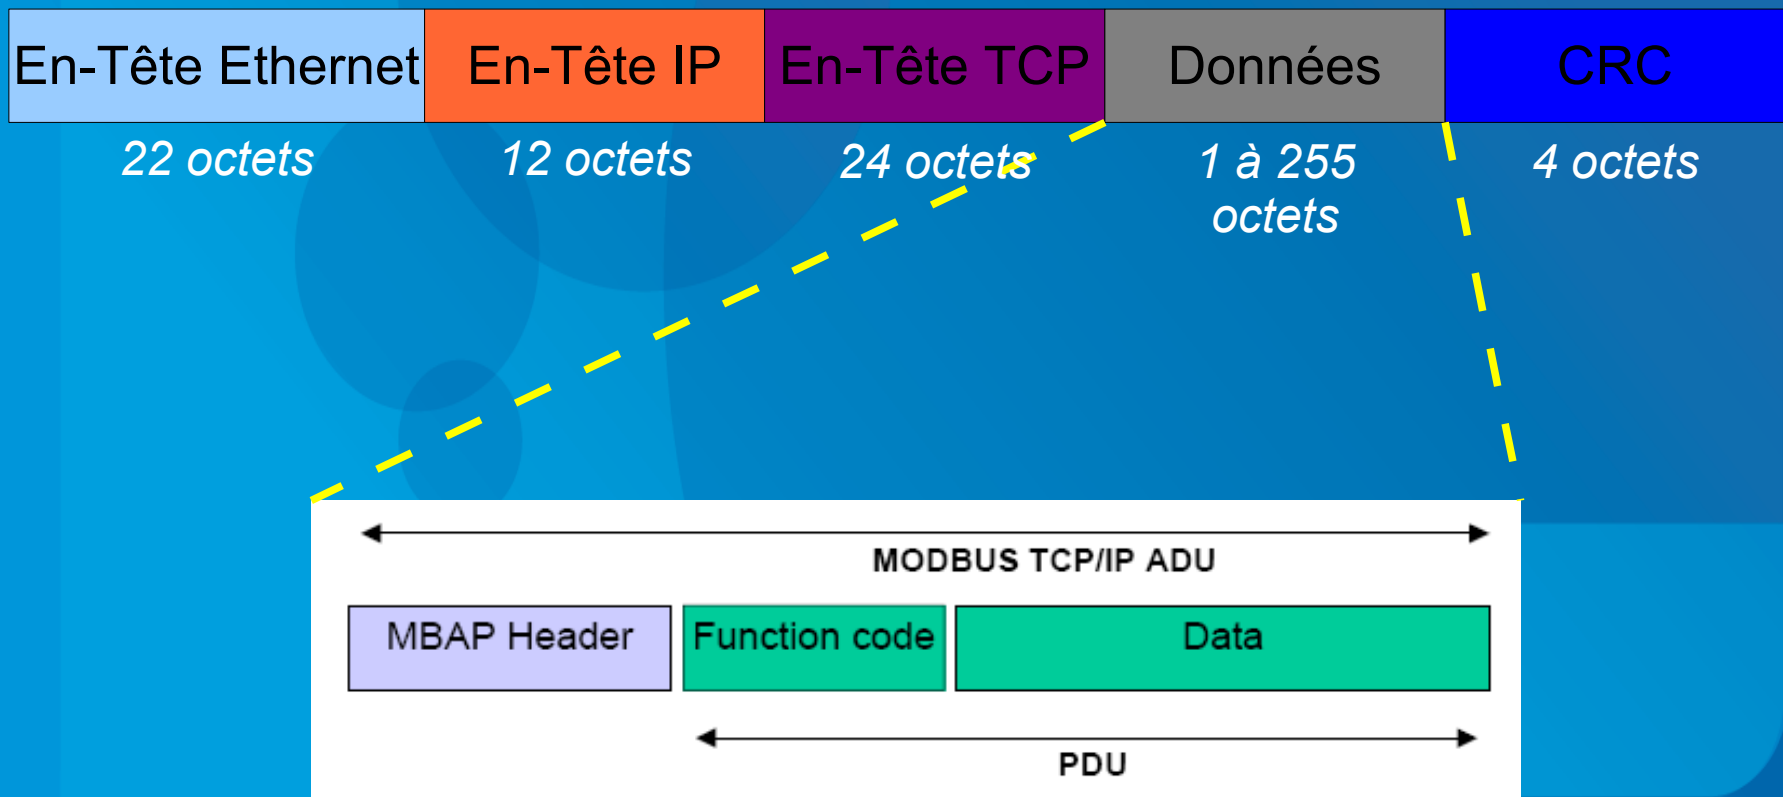 En-Tête Ethernet En-Tête IP En-Tête TCP Données CRC
22 octets 12 octets 24 octets 1 à 255 octets 4 octets
MODBUS TCP/IP ADU
MBAP Header Function code Data
PDU